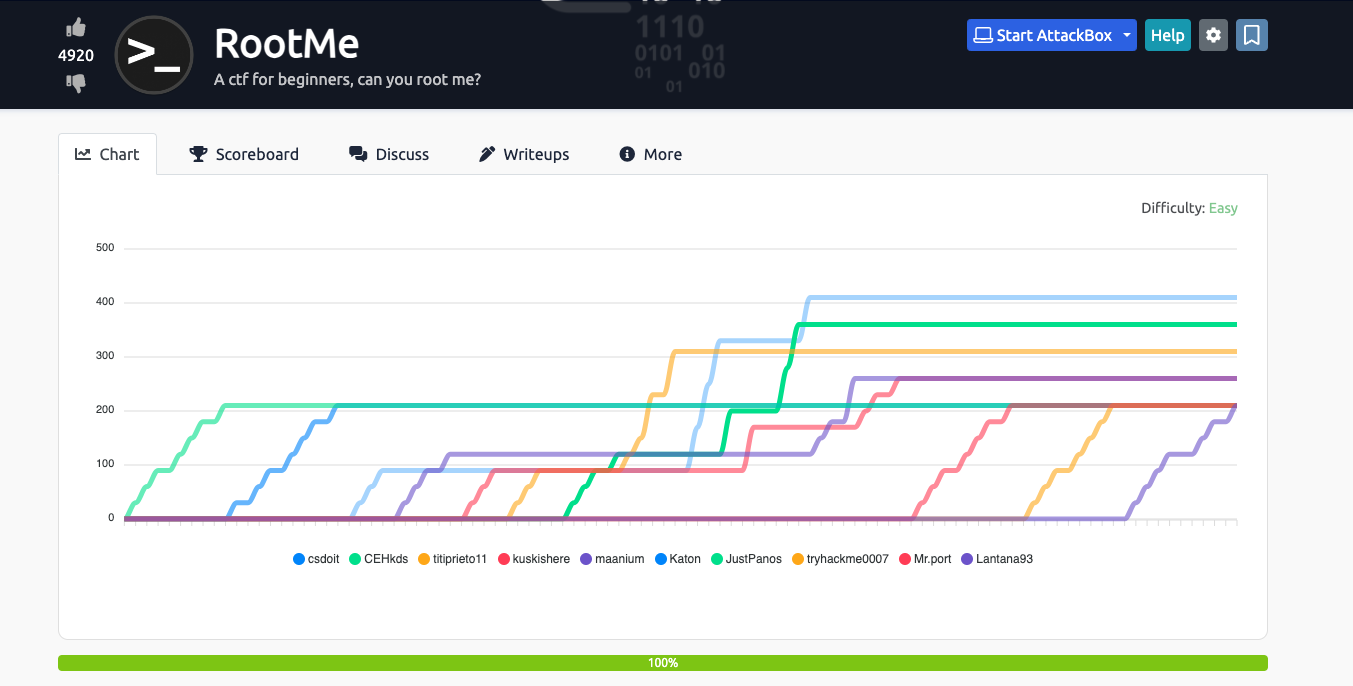 4920
RootMe
A ctf for beginners, can you root me?
1110
0101 01
01 010
01
Start AttackBox
Help
Chart
Scoreboard
Discuss
Writeups
More
Difficulty: Easy
500
400
300
200
100
0
csdoit CEHkds titiprieto11 kuskishere maanium Katon JustPanos tryhackme0007 Mr.port Lantana93
100%